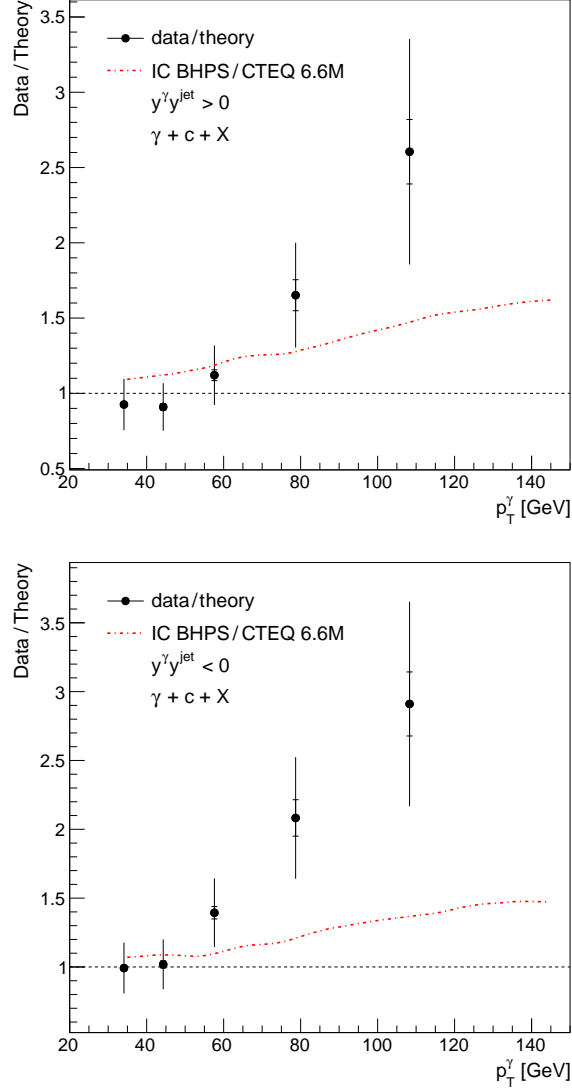 Data / Theory
3.5
3
2.5
2
1.5
1
0.5
data/theory
IC BHPS/CTEQ 6.6M
y^γ y^jet > 0
γ + c + X
20 40 60 80 100 120 140
p_T^γ [GeV]
Data / Theory
3.5
3
2.5
2
1.5
1
data/theory
IC BHPS/CTEQ 6.6M
y^γ y^jet < 0
γ + c + X
20 40 60 80 100 120 140
p_T^γ [GeV]